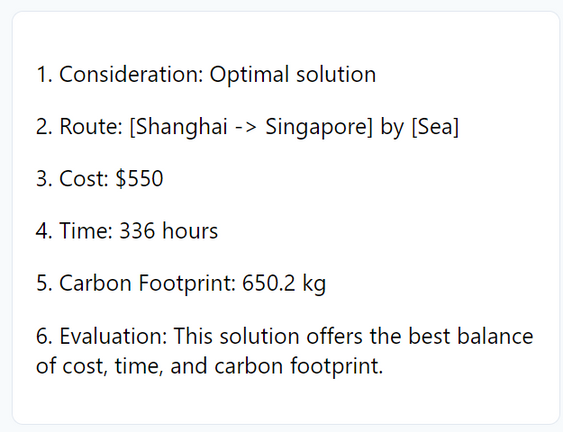 1. Consideration: Optimal solution
2. Route: [Shanghai -> Singapore] by [Sea]
3. Cost: $550
4. Time: 336 hours
5. Carbon Footprint: 650.2 kg
6. Evaluation: This solution offers the best balance
of cost, time, and carbon footprint.